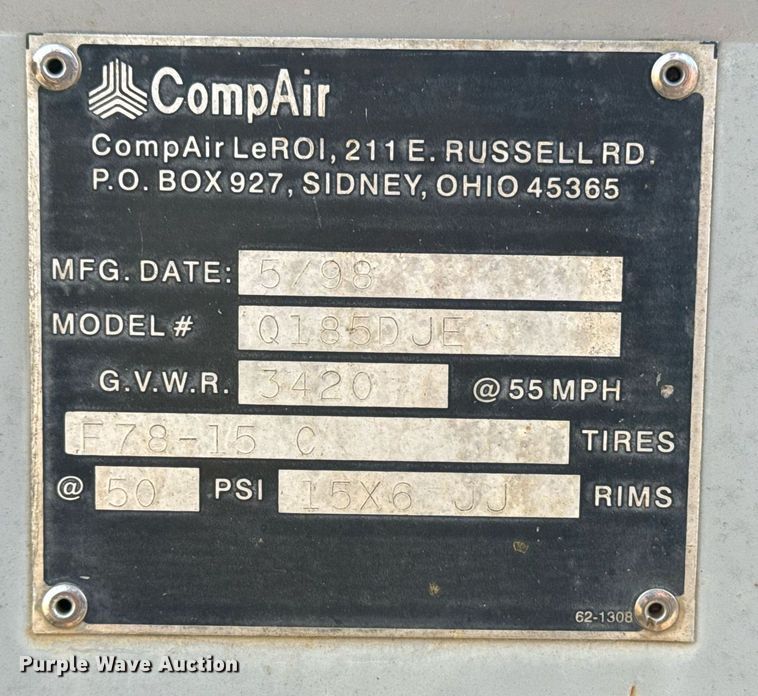 CompAir
CompAir LeROI, 211 E. RUSSELL RD.
P.O. BOX 927, SIDNEY, OHIO 45365
MFG. DATE: 5/98
MODEL # Q185DJE
G.V.W.R. 3420 @ 55 MPH
F78-15 C TIRES
@ 50 PSI 15X6 JJ RIMS
62-1308
Purple Wave Auction